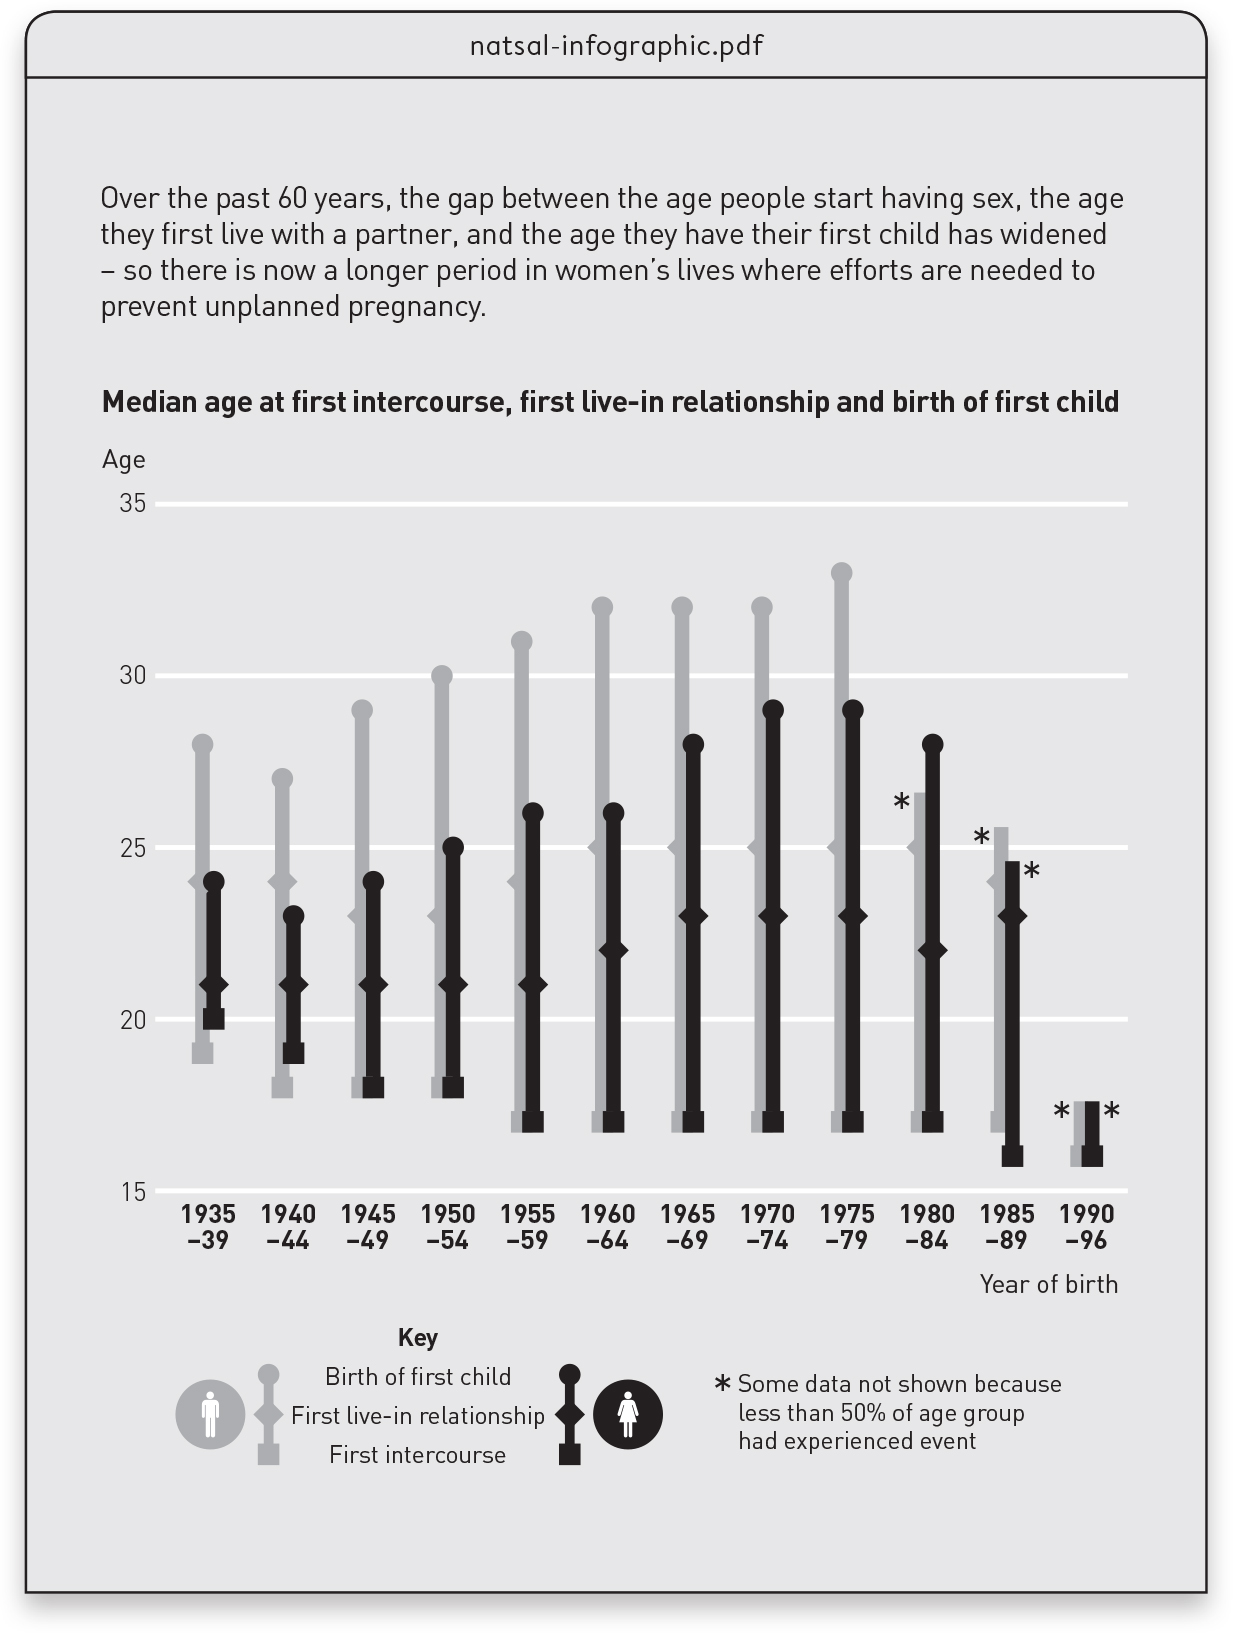 natsal-infographic.pdf
Over the past 60 years, the gap between the age people start having sex, the age
they first live with a partner, and the age they have their first child has widened
– so there is now a longer period in women's lives where efforts are needed to
prevent unplanned pregnancy.
Median age at first intercourse, first live-in relationship and birth of first child
Age
35
30
25
20
15
*
*
*
*
*
1935 1940 1945 1950 1955 1960 1965 1970 1975 1980 1985 1990
–39 –44 –49 –54 –59 –64 –69 –74 –79 –84 –89 –96
Year of birth
Key
Birth of first child
First live-in relationship
First intercourse
* Some data not shown because
less than 50% of age group
had experienced event